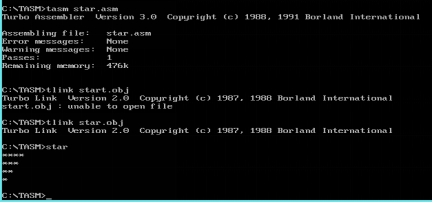 C:\TASM>tasm star.asm
Turbo Assembler  Version 3.0  Copyright (c) 1988, 1991 Borland International
Assembling file:   star.asm
Error messages:    None
Warning messages:  None
Passes:            1
Remaining memory:  476k
C:\TASM>tlink start.obj
Turbo Link  Version 2.0  Copyright (c) 1987, 1988 Borland International
start.obj : unable to open file
C:\TASM>tlink star.obj
Turbo Link  Version 2.0  Copyright (c) 1987, 1988 Borland International
C:\TASM>star
****
***
**
*
C:\TASM>_